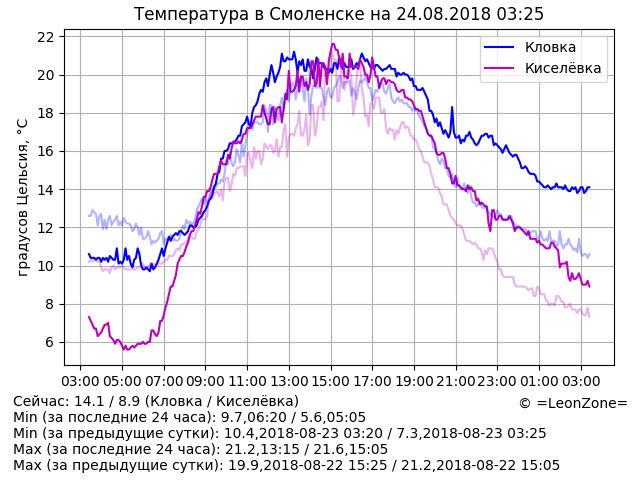 Температура в Смоленске на 24.08.2018 03:25
градусов Цельсия, °C
22
20
18
16
14
12
10
8
6
Кловка
Киселёвка
03:00 05:00 07:00 09:00 11:00 13:00 15:00 17:00 19:00 21:00 23:00 01:00 03:00
Сейчас: 14.1 / 8.9 (Кловка / Киселёвка)
© =LeonZone=
Min (за последние 24 часа): 9.7,06:20 / 5.6,05:05
Min (за предыдущие сутки): 10.4,2018-08-23 03:20 / 7.3,2018-08-23 03:25
Max (за последние 24 часа): 21.2,13:15 / 21.6,15:05
Max (за предыдущие сутки): 19.9,2018-08-22 15:25 / 21.2,2018-08-22 15:05